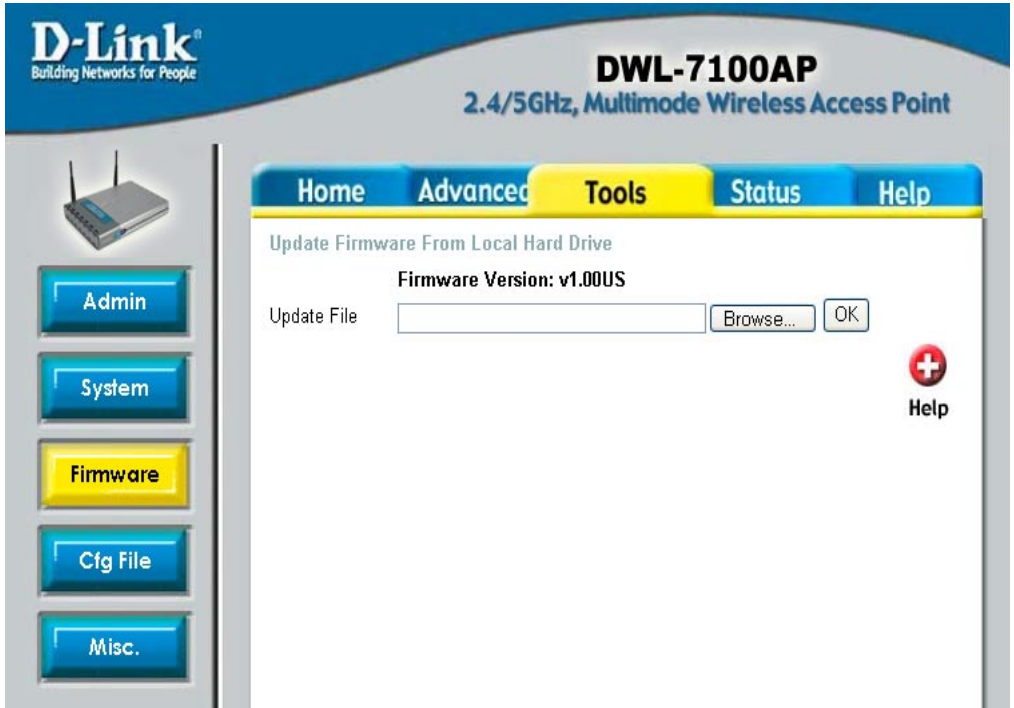 D-Link®
Building Networks for People
DWL-7100AP
2.4/5GHz, Multimode Wireless Access Point
Home Advanced Tools Status Help
Admin
System
Firmware
Cfg File
Misc.
Update Firmware From Local Hard Drive
Firmware Version: v1.00US
Update File Browse... OK
Help